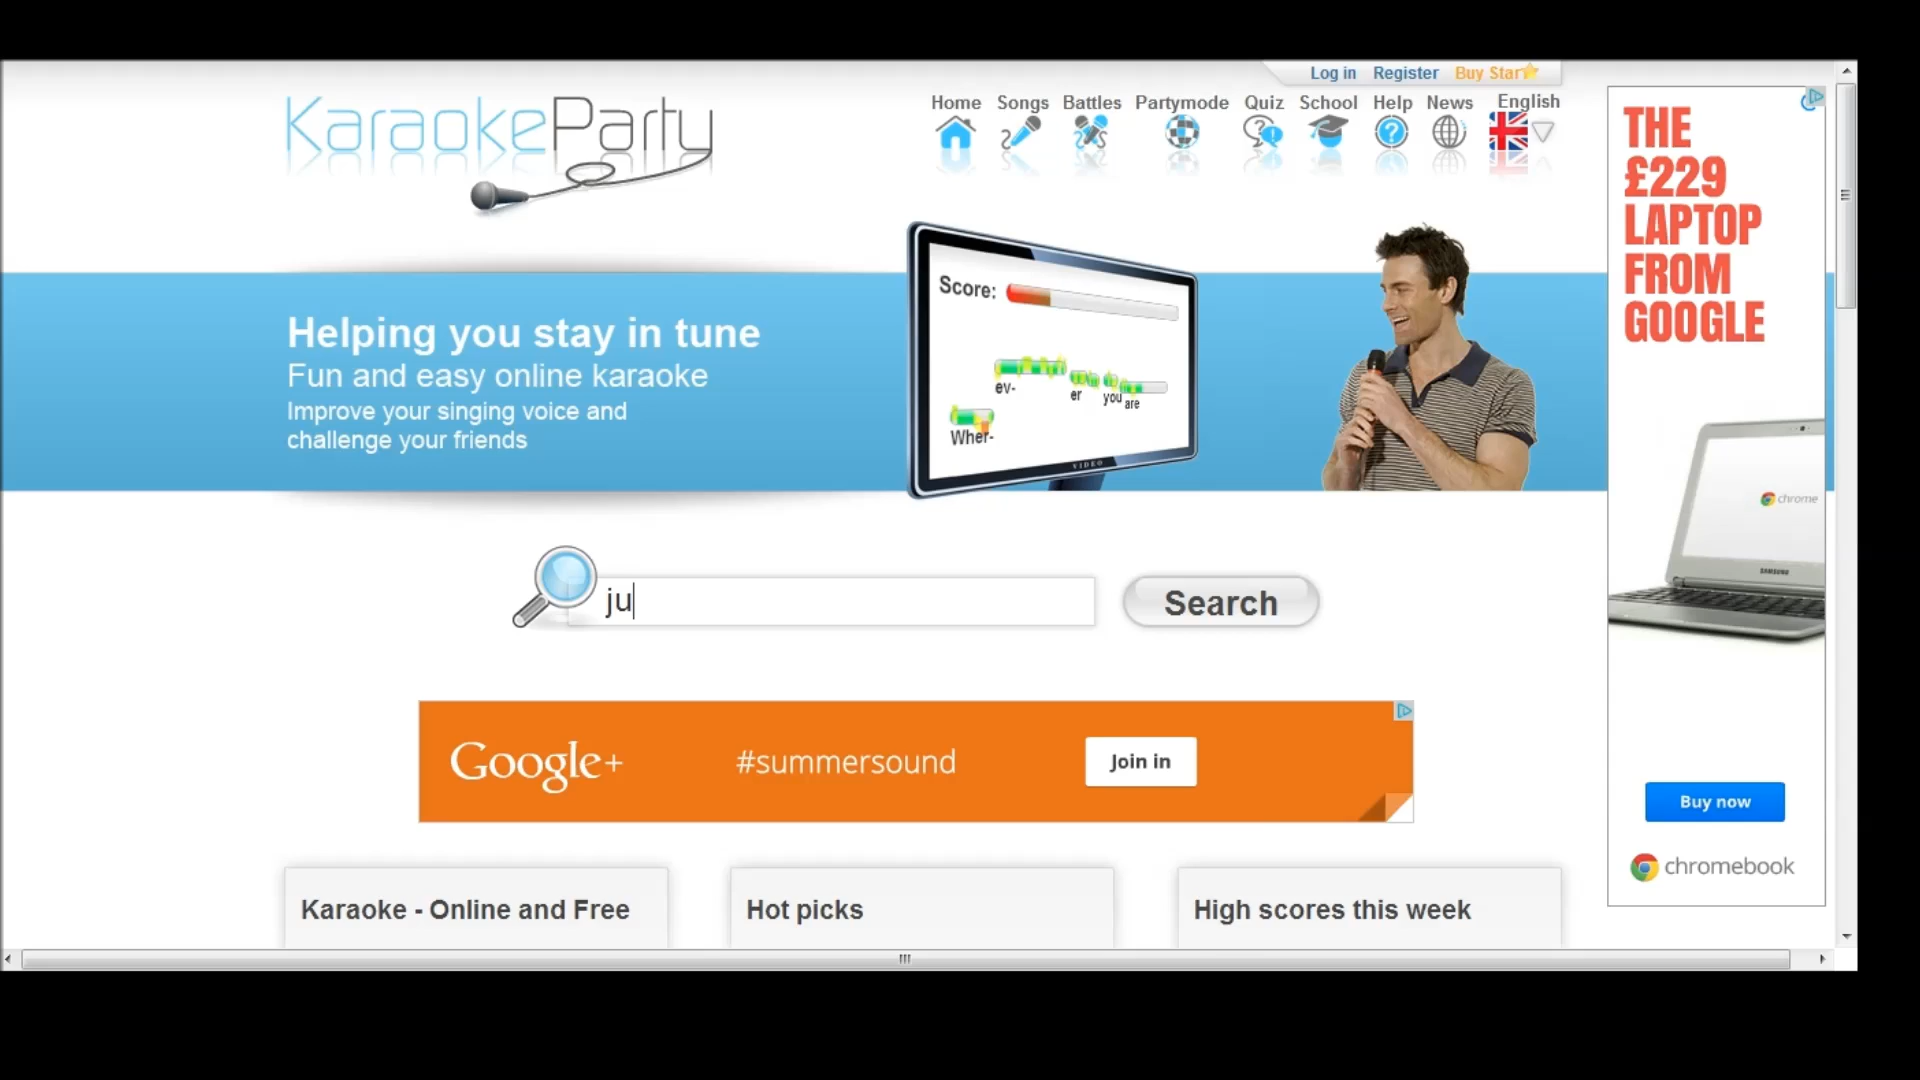 Log in Register Buy Star
KaraokeParty
Home Songs Battles Partymode Quiz School Help News English
Helping you stay in tune
Fun and easy online karaoke
Improve your singing voice and
challenge your friends
Score:
ev-
er
you
are
Wher-
VIDEO
THE
£229
LAPTOP
FROM
GOOGLE
chrome
SAMSUNG
Buy now
chromebook
ju
Search
Google+
#summersound
Join in
Karaoke - Online and Free
Hot picks
High scores this week